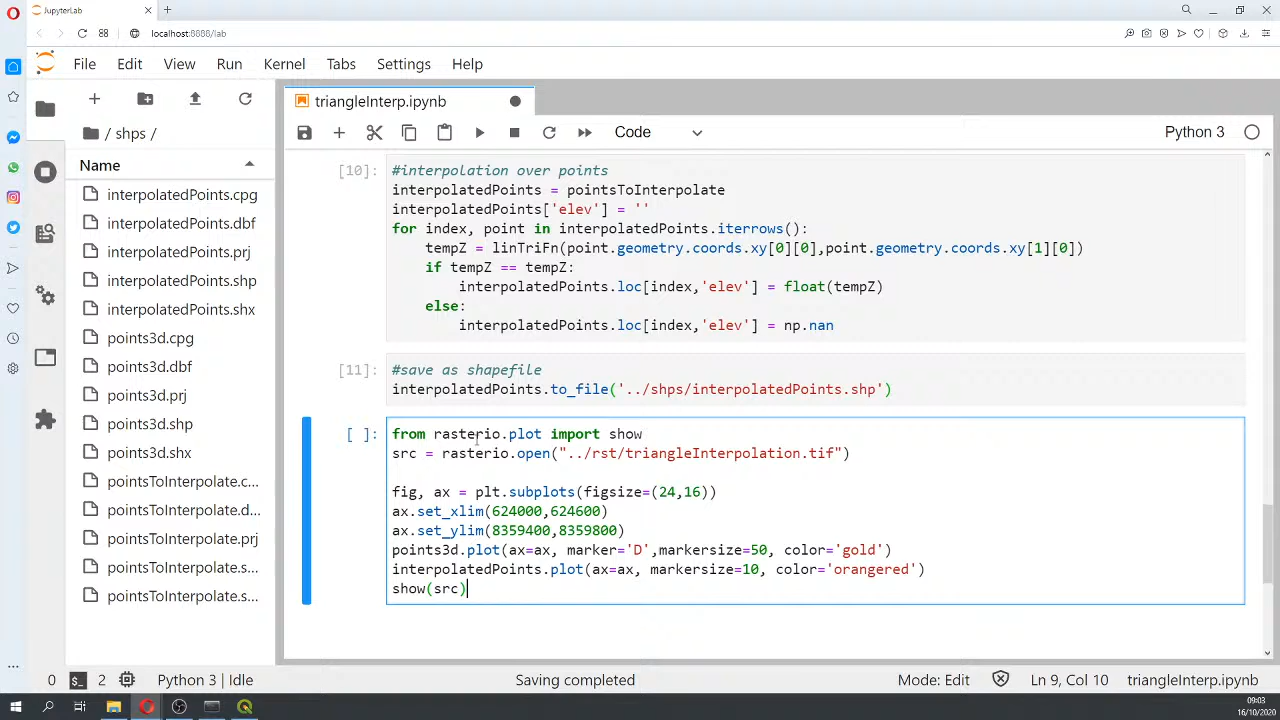 JupyterLab
localhost:8888/lab
File Edit View Run Kernel Tabs Settings Help
triangleInterp.ipynb
/ shps /
Code
Python 3
Name
interpolatedPoints.cpg
interpolatedPoints.dbf
interpolatedPoints.prj
interpolatedPoints.shp
interpolatedPoints.shx
points3d.cpg
points3d.dbf
points3d.prj
points3d.shp
points3d.shx
pointsToInterpolate.c...
pointsToInterpolate.d...
pointsToInterpolate.prj
pointsToInterpolate.s...
pointsToInterpolate.s...
[10]: #interpolation over points
interpolatedPoints = pointsToInterpolate
interpolatedPoints['elev'] = ''
for index, point in interpolatedPoints.iterrows():
tempZ = linTriFn(point.geometry.coords.xy[0][0],point.geometry.coords.xy[1][0])
if tempZ == tempZ:
interpolatedPoints.loc[index,'elev'] = float(tempZ)
else:
interpolatedPoints.loc[index,'elev'] = np.nan
[11]: #save as shapefile
interpolatedPoints.to_file('../shps/interpolatedPoints.shp')
[ ]: from rasterio.plot import show
src = rasterio.open("../rst/triangleInterpolation.tif")
fig, ax = plt.subplots(figsize=(24,16))
ax.set_xlim(624000,624600)
ax.set_ylim(8359400,8359800)
points3d.plot(ax=ax, marker='D',markersize=50, color='gold')
interpolatedPoints.plot(ax=ax, markersize=10, color='orangered')
show(src)
0 2 Python 3 | Idle Saving completed Mode: Edit Ln 9, Col 10 triangleInterp.ipynb
09:03
16/10/2020